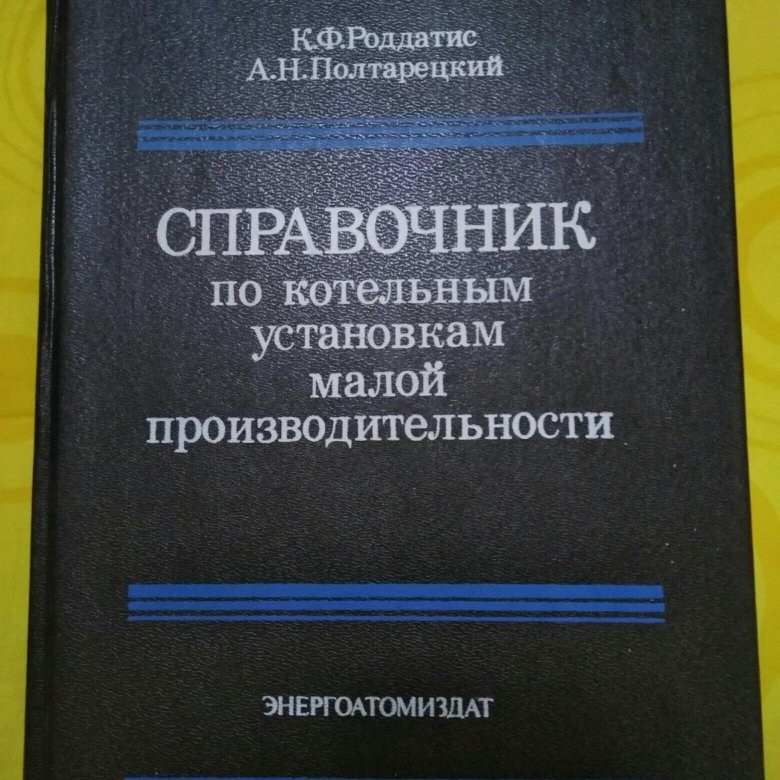 К.Ф.Роддатис
А.Н.Полтарецкий
СПРАВОЧНИК
по котельным
установкам
малой
производительности
ЭНЕРГОАТОМИЗДАТ